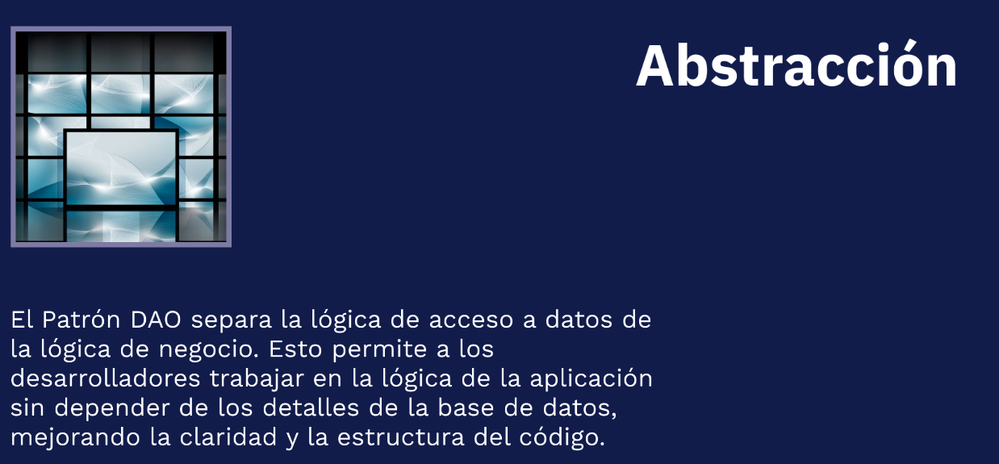 Abstracción
El Patrón DAO separa la lógica de acceso a datos de
la lógica de negocio. Esto permite a los
desarrolladores trabajar en la lógica de la aplicación
sin depender de los detalles de la base de datos,
mejorando la claridad y la estructura del código.